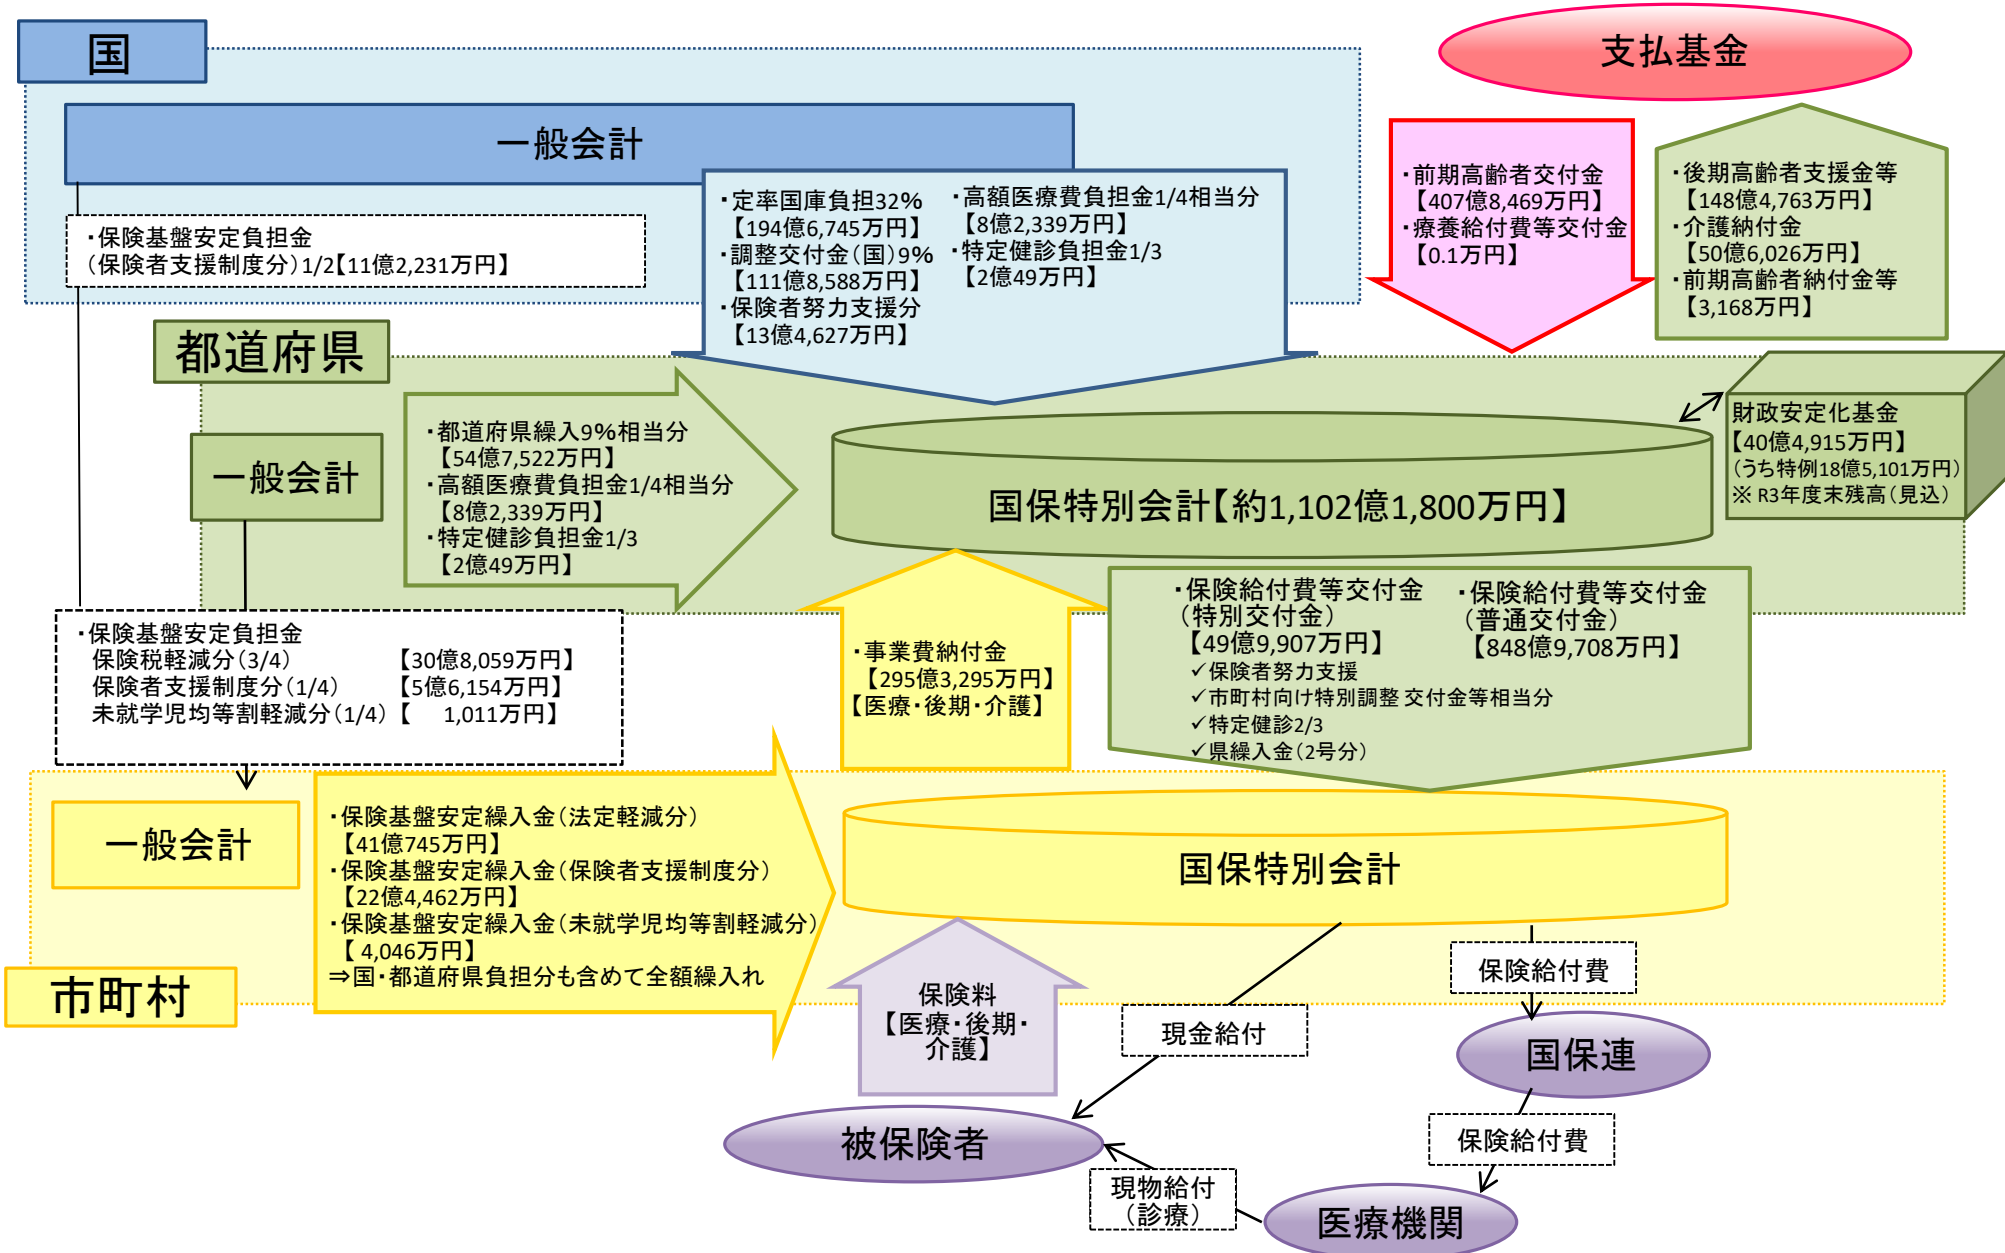 国
支払基金
一般会計
・定率国庫負担32%
【194億6,745万円】
・調整交付金(国)9%
【111億8,588万円】
・保険者努力支援分
【13億4,627万円】
・高額医療費負担金1/4相当分
【8億2,339万円】
・特定健診負担金1/3
【2億49万円】
・前期高齢者交付金
【407億8,469万円】
・療養給付費等交付金
【0.1万円】
・後期高齢者支援金等
【148億4,763万円】
・介護納付金
【50億6,026万円】
・前期高齢者納付金等
【3,168万円】
・保険基盤安定負担金
(保険者支援制度分)1/2【11億2,231万円】
都道府県
一般会計
・都道府県繰入9%相当分
【54億7,522万円】
・高額医療費負担金1/4相当分
【8億2,339万円】
・特定健診負担金1/3
【2億49万円】
国保特別会計【約1,102億1,800万円】
財政安定化基金
【40億4,915万円】
(うち特例18億5,101万円)
※ R3年度末残高(見込)
・保険基盤安定負担金
保険税軽減分(3/4) 【30億8,059万円】
保険者支援制度分(1/4) 【5億6,154万円】
未就学児均等割軽減分(1/4)【 1,011万円】
・事業費納付金
【295億3,295万円】
【医療・後期・介護】
・保険給付費等交付金
(特別交付金)
【49億9,907万円】
✓保険者努力支援
✓市町村向け特別調整 交付金等相当分
✓特定健診2/3
✓県繰入金(2号分)
・保険給付費等交付金
(普通交付金)
【848億9,708万円】
一般会計
・保険基盤安定繰入金(法定軽減分)
【41億745万円】
・保険基盤安定繰入金(保険者支援制度分)
【22億4,462万円】
・保険基盤安定繰入金(未就学児均等割軽減分)
【 4,046万円】
⇒国・都道府県負担分も含めて全額繰入れ
国保特別会計
市町村
保険料
【医療・後期・
介護】
現金給付
保険給付費
国保連
被保険者
保険給付費
現物給付
(診療)
医療機関